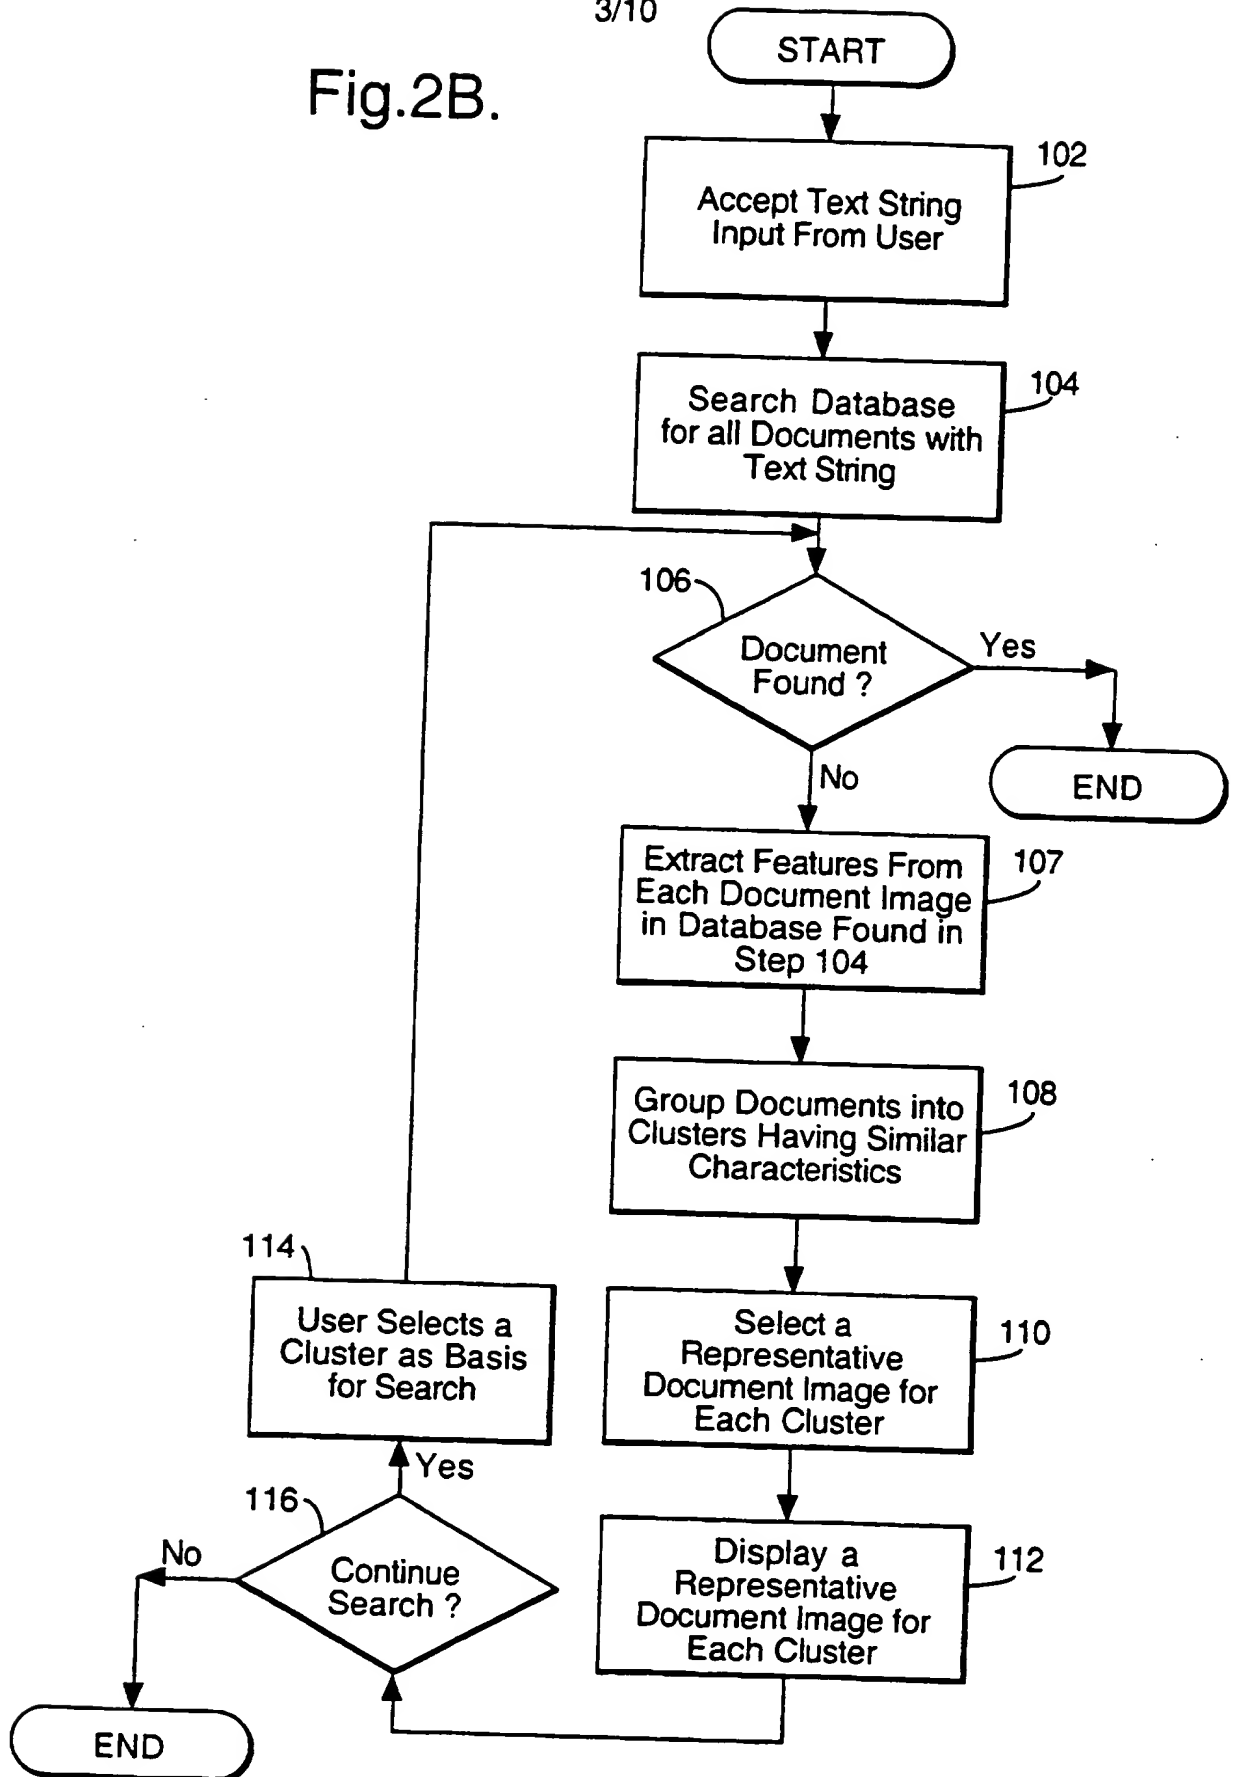 3/10
Fig.2B.
START
102
Accept Text String
Input From User
104
Search Database
for all Documents with
Text String
106
Document
Found ?
Yes
END
No
107
Extract Features From
Each Document Image
in Database Found in
Step 104
108
Group Documents into
Clusters Having Similar
Characteristics
110
Select a
Representative
Document Image for
Each Cluster
112
Display a
Representative
Document Image for
Each Cluster
116
Continue
Search ?
Yes
114
User Selects a
Cluster as Basis
for Search
No
END